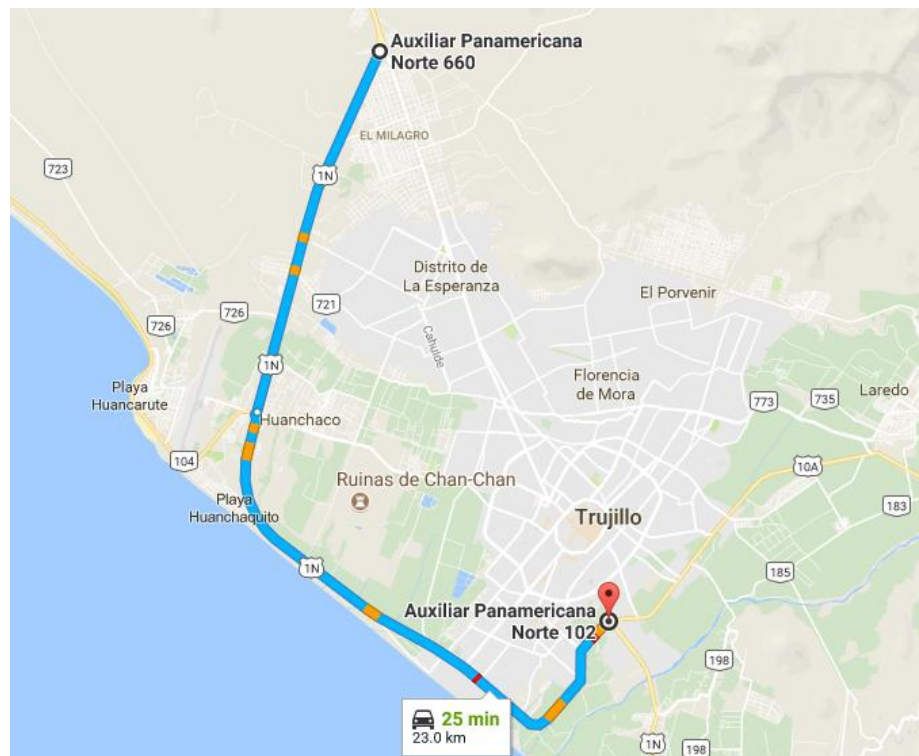 Auxiliar Panamericana
Norte 660
EL MILAGRO
723
1N
Distrito de
La Esperanza
El Porvenir
726
726
721
Cahuide
1N
Playa
Huancarute
Florencia
de Mora
773
735
Laredo
Huanchaco
104
10A
Ruinas de Chan-Chan
183
Playa
Huanchaquito
Trujillo
1N
185
Auxiliar Panamericana
Norte 102
198
25 min
23.0 km
1N
198